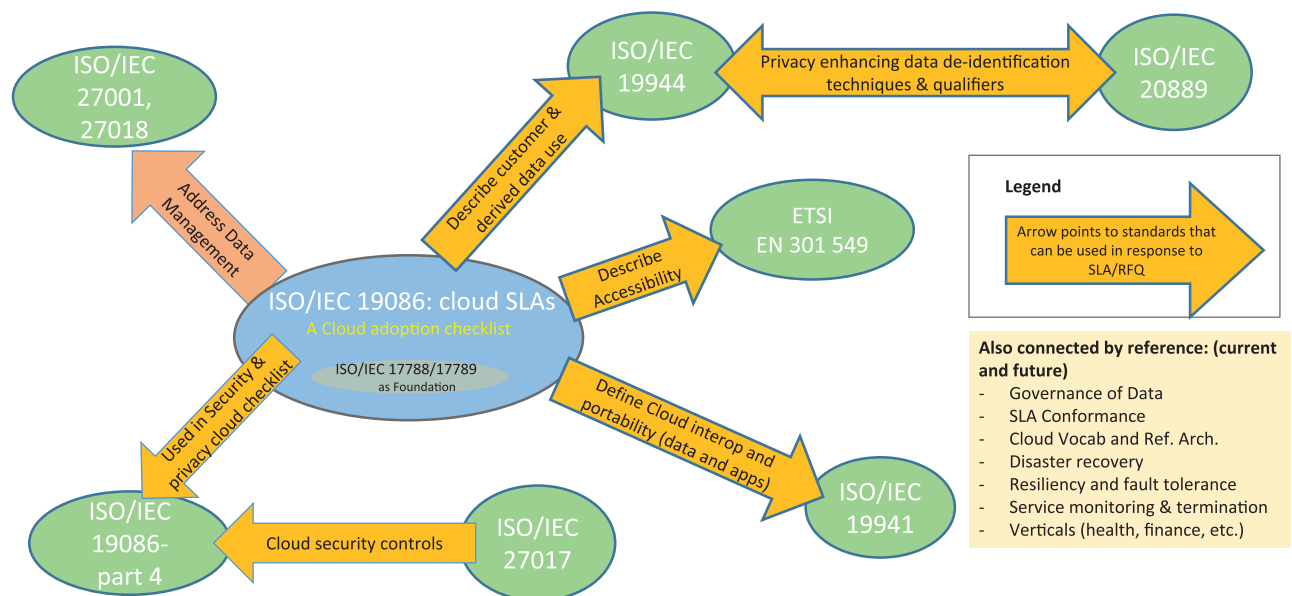 ISO/IEC
27001,
27018
ISO/IEC
19944
Privacy enhancing data de-identification
techniques & qualifiers
ISO/IEC
20889
Address Data
Management
Describe customer &
derived data use
ETSI
EN 301 549
Describe
Accessibility
Legend
Arrow points to standards that
can be used in response to
SLA/RFQ
ISO/IEC 19086: cloud SLAs
A Cloud adoption checklist
ISO/IEC 17788/17789
as Foundation
Used in Security &
privacy cloud checklist
Define Cloud interop and
portability (data and apps)
Also connected by reference: (current
and future)
- Governance of Data
- SLA Conformance
- Cloud Vocab and Ref. Arch.
- Disaster recovery
- Resiliency and fault tolerance
- Service monitoring & termination
- Verticals (health, finance, etc.)
ISO/IEC
19086-
part 4
Cloud security controls
ISO/IEC
27017
ISO/IEC
19941